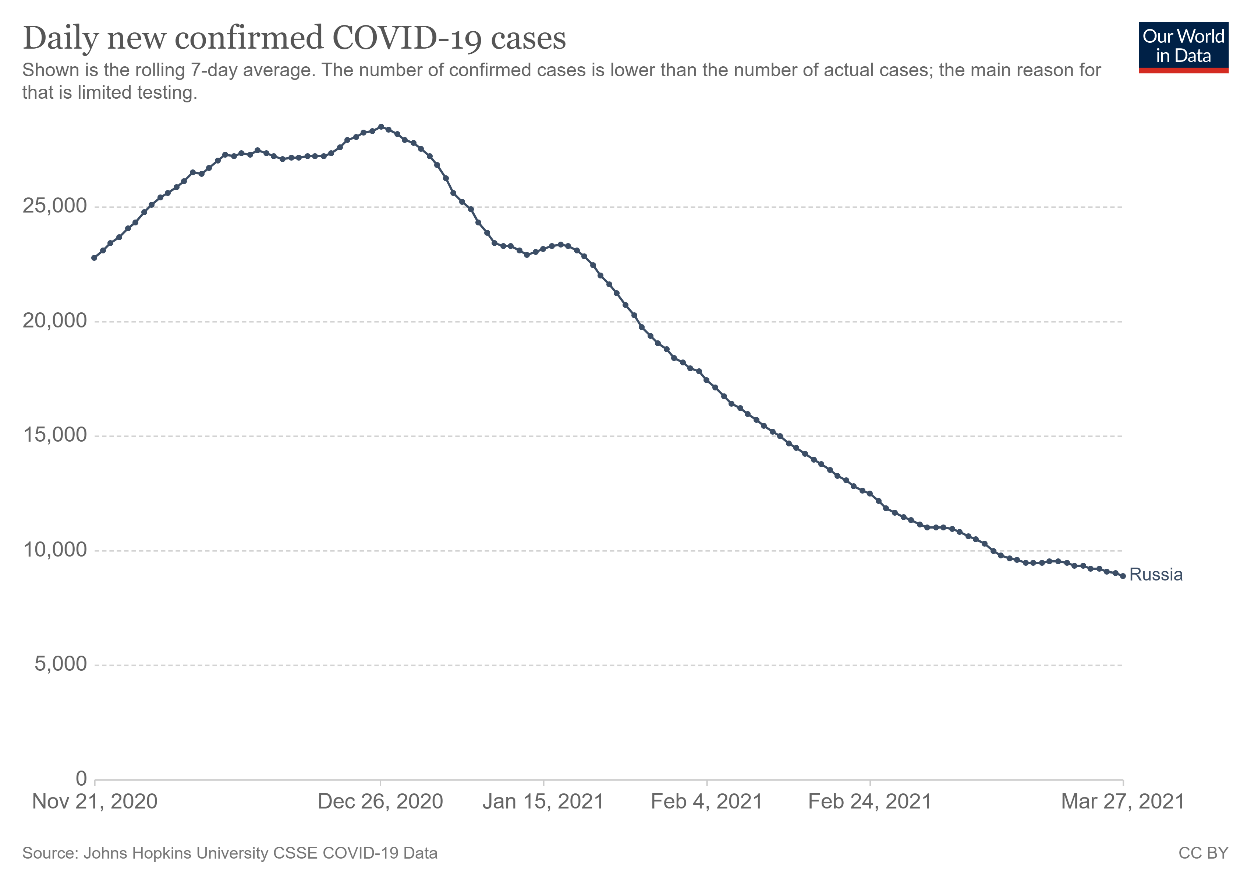 Daily new confirmed COVID-19 cases
Shown is the rolling 7-day average. The number of confirmed cases is lower than the number of actual cases; the main reason for
that is limited testing.
Our World
in Data
25,000
20,000
15,000
10,000
Russia
5,000
0
Nov 21, 2020
Dec 26, 2020
Jan 15, 2021
Feb 4, 2021
Feb 24, 2021
Mar 27, 2021
Source: Johns Hopkins University CSSE COVID-19 Data
CC BY